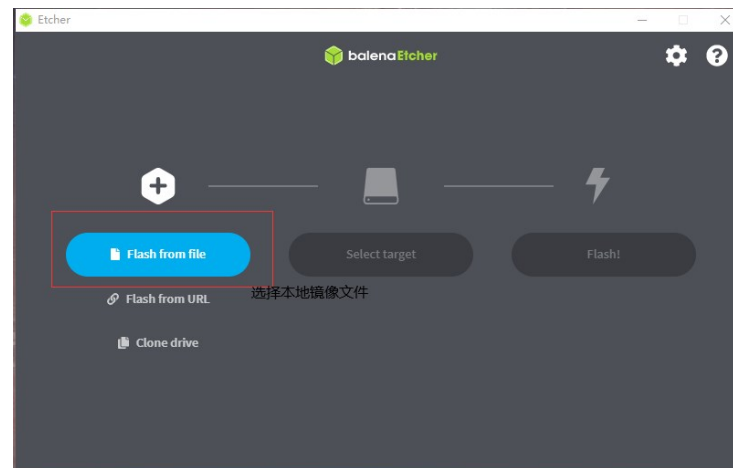 Etcher
balenaEtcher
Flash from file
Select target
Flash!
Flash from URL
选择本地镜像文件
Clone drive